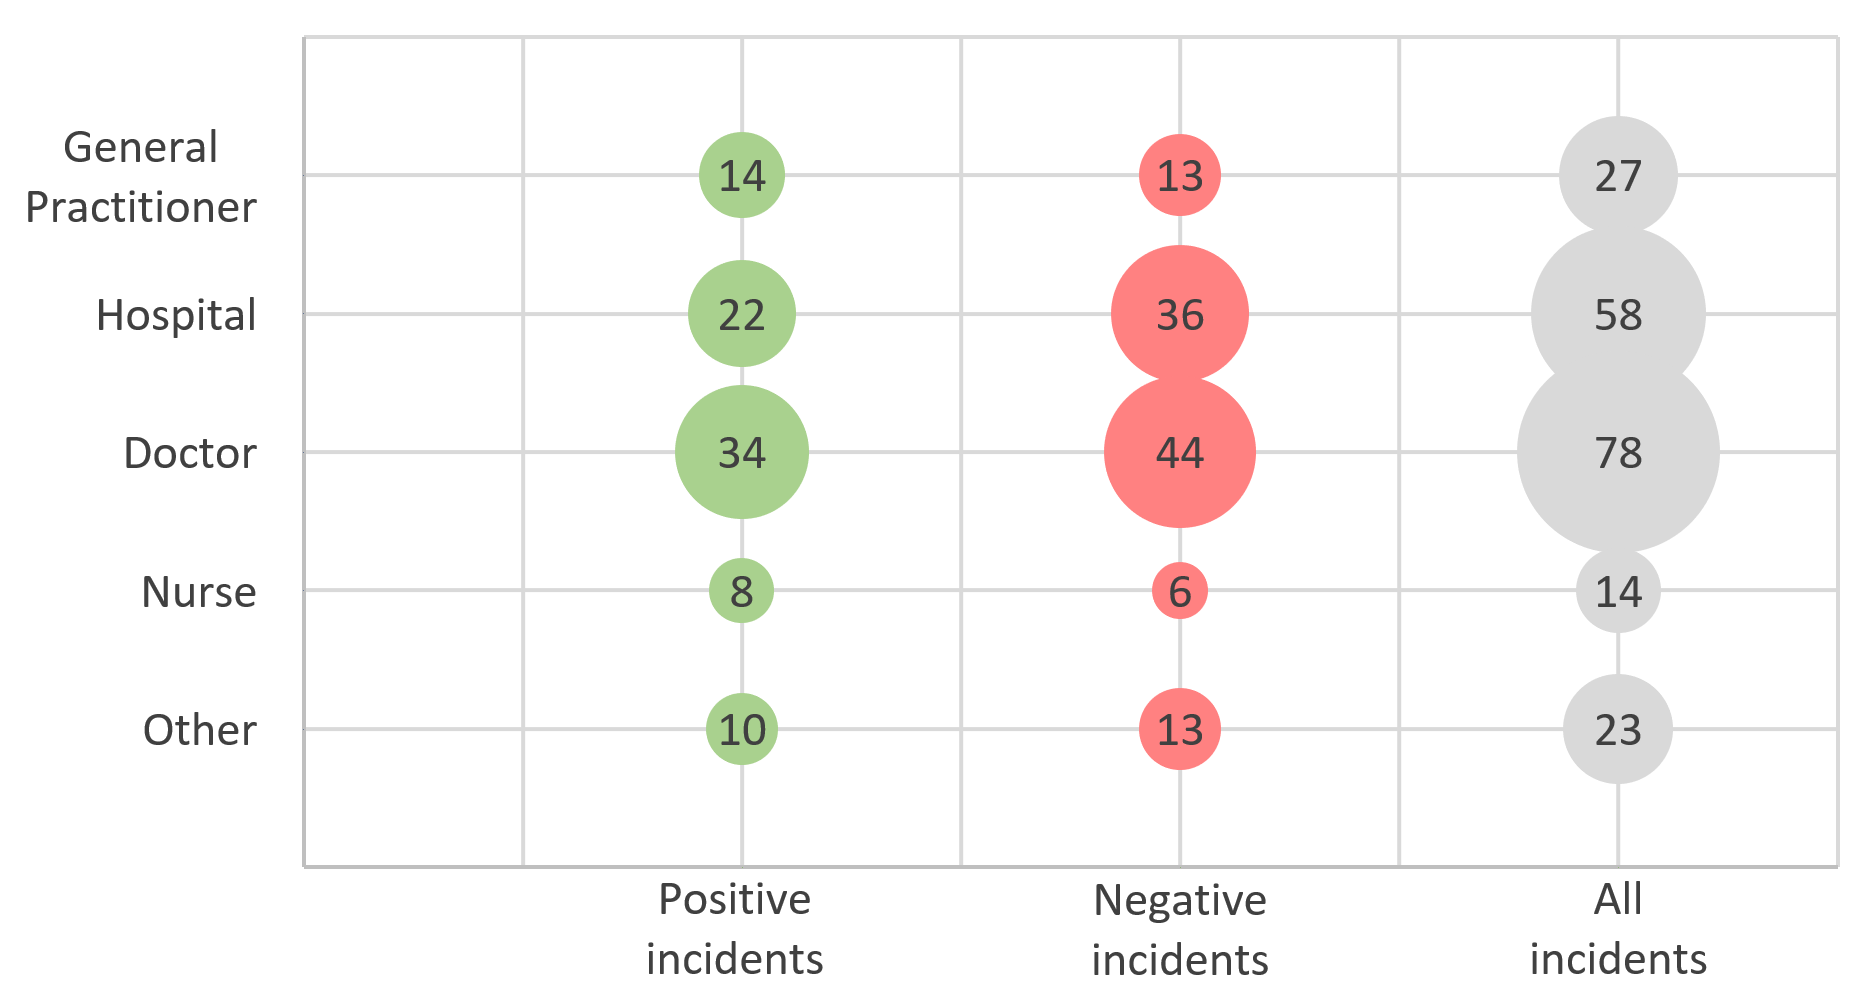 General
Practitioner
14 13 27
Hospital 22 36 58
Doctor 34 44 78
Nurse 8 6 14
Other 10 13 23
Positive Negative All
incidents incidents incidents